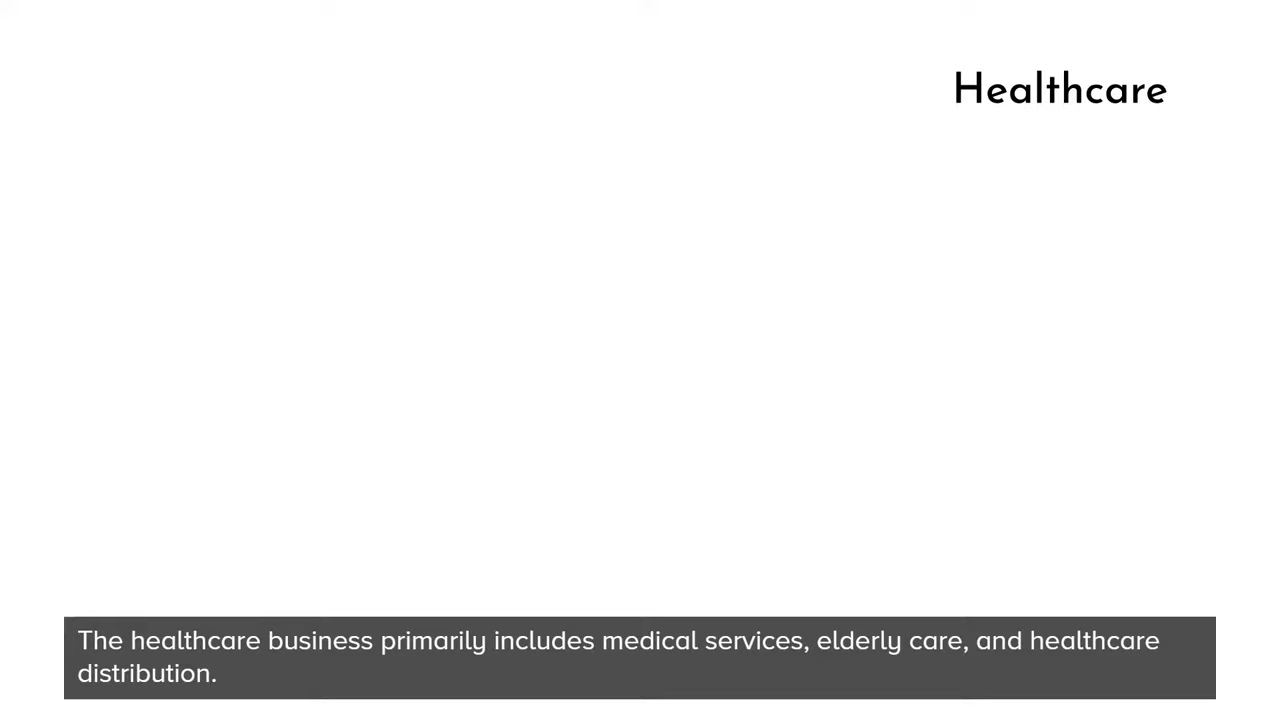 Healthcare
The healthcare business primarily includes medical services, elderly care, and healthcare
distribution.